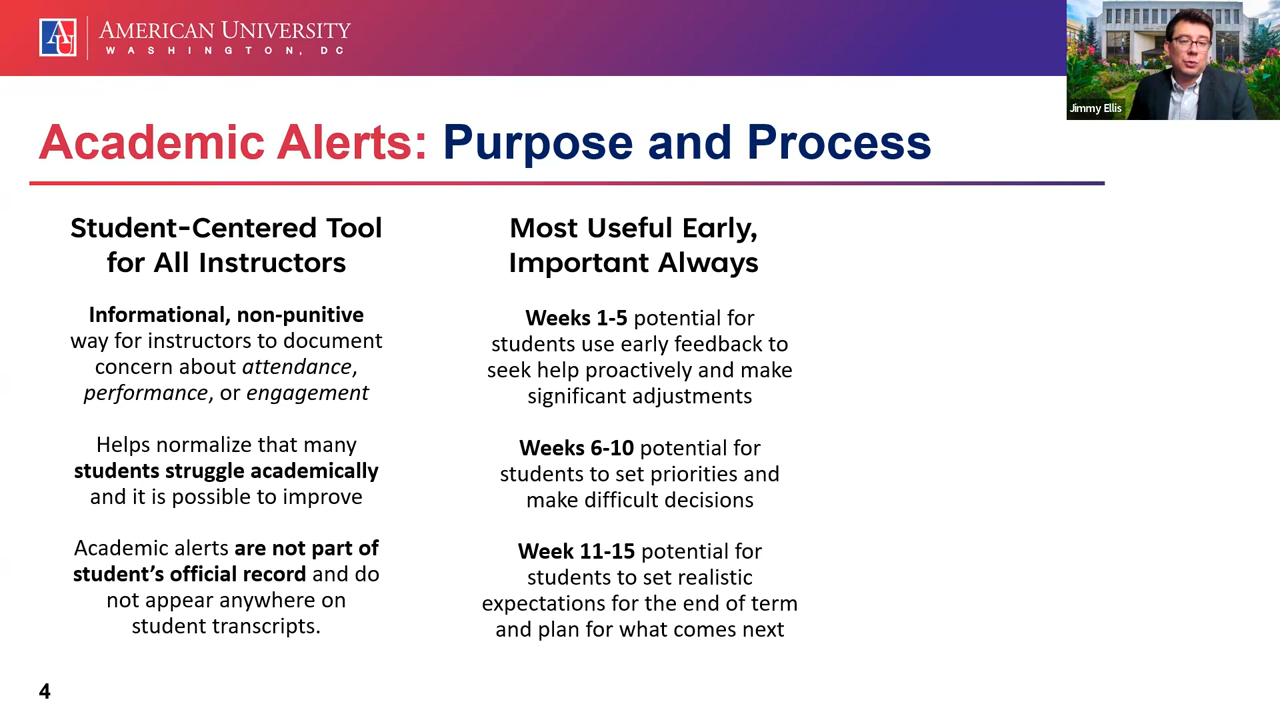 AU
AMERICAN UNIVERSITY
WASHINGTON, DC
Jimmy Ellis
Academic Alerts: Purpose and Process
Student-Centered Tool
for All Instructors
Informational, non-punitive
way for instructors to document
concern about attendance,
performance, or engagement
Helps normalize that many
students struggle academically
and it is possible to improve
Academic alerts are not part of
student's official record and do
not appear anywhere on
student transcripts.
Most Useful Early,
Important Always
Weeks 1-5 potential for
students use early feedback to
seek help proactively and make
significant adjustments
Weeks 6-10 potential for
students to set priorities and
make difficult decisions
Week 11-15 potential for
students to set realistic
expectations for the end of term
and plan for what comes next
4